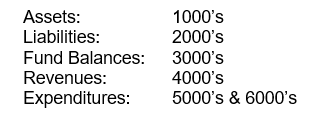 Assets: 1000's
Liabilities: 2000's
Fund Balances: 3000's
Revenues: 4000's
Expenditures: 5000's & 6000's